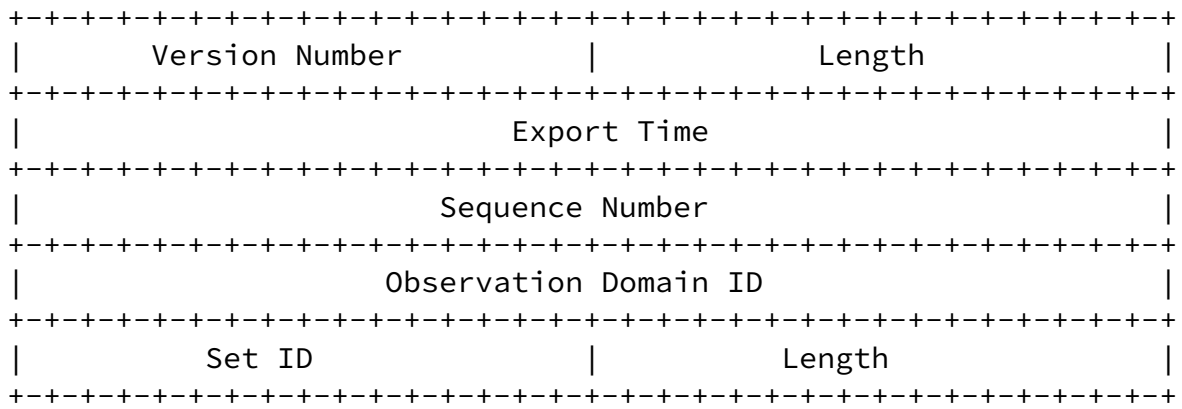 +-+-+-+-+-+-+-+-+-+-+-+-+-+-+-+-+-+-+-+-+-+-+-+-+-+-+-+-+-+-+-+-+
|       Version Number          |            Length             |
+-+-+-+-+-+-+-+-+-+-+-+-+-+-+-+-+-+-+-+-+-+-+-+-+-+-+-+-+-+-+-+-+
|                           Export Time                         |
+-+-+-+-+-+-+-+-+-+-+-+-+-+-+-+-+-+-+-+-+-+-+-+-+-+-+-+-+-+-+-+-+
|                       Sequence Number                         |
+-+-+-+-+-+-+-+-+-+-+-+-+-+-+-+-+-+-+-+-+-+-+-+-+-+-+-+-+-+-+-+-+
|                    Observation Domain ID                      |
+-+-+-+-+-+-+-+-+-+-+-+-+-+-+-+-+-+-+-+-+-+-+-+-+-+-+-+-+-+-+-+-+
|          Set ID               |          Length               |
+-+-+-+-+-+-+-+-+-+-+-+-+-+-+-+-+-+-+-+-+-+-+-+-+-+-+-+-+-+-+-+-+